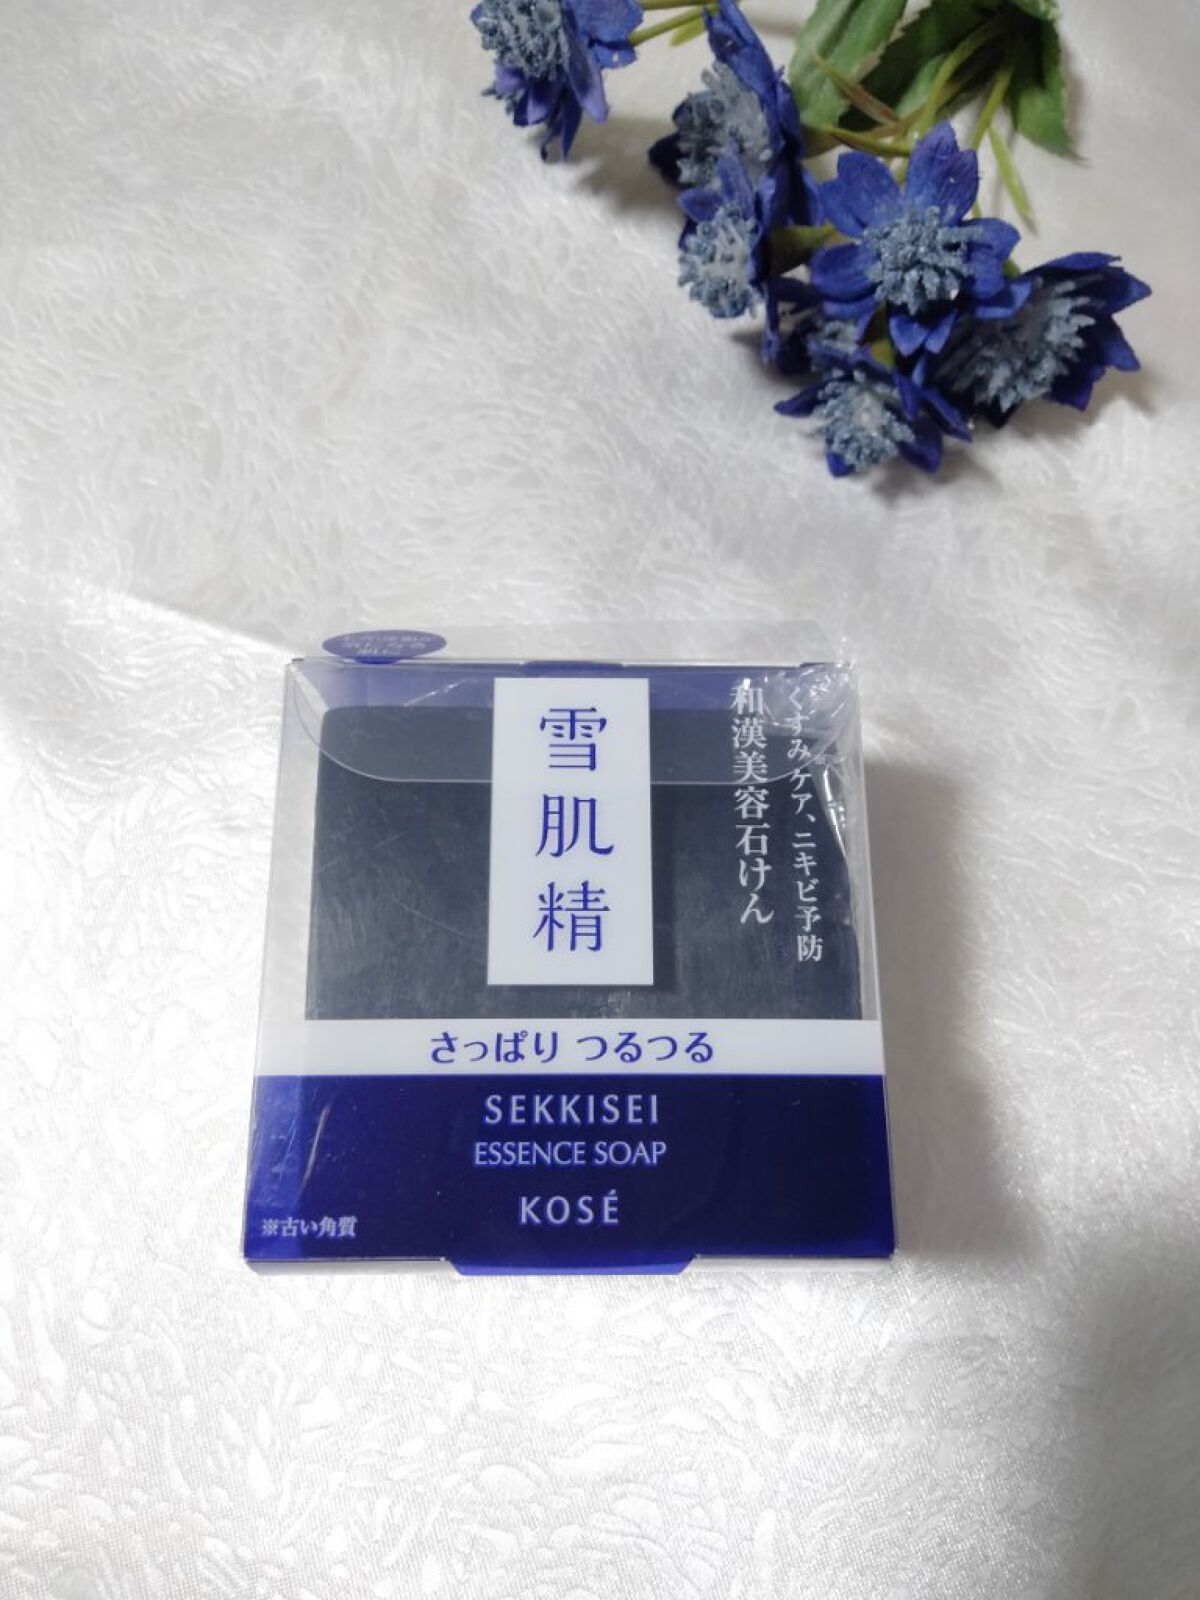 くすみ※ケア、ニキビ予防
和漢美容石けん
雪肌精
さっぱり つるつる
SEKKISEI
ESSENCE SOAP
KOSÉ
※古い角質